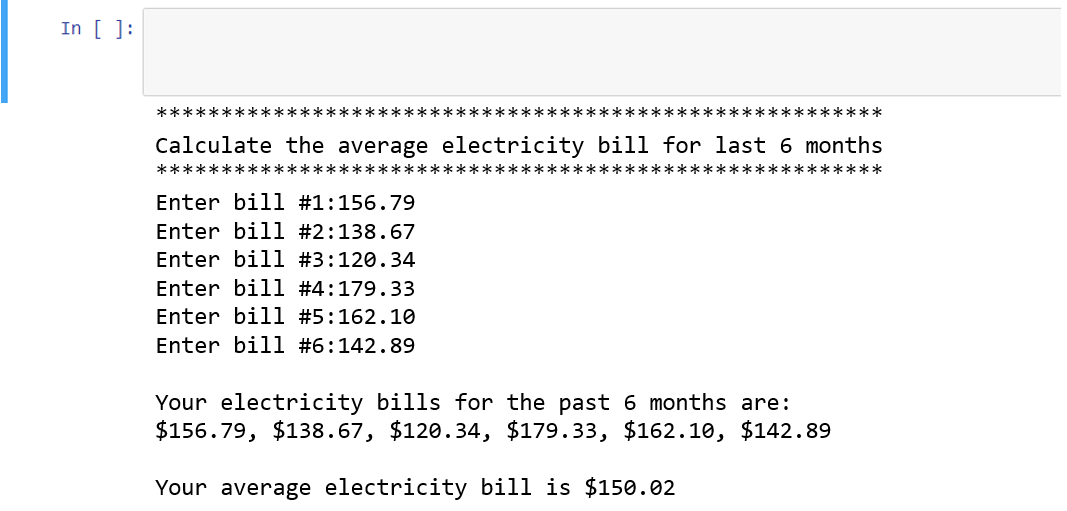 In [ ]:
********************************************************
Calculate the average electricity bill for last 6 months
********************************************************
Enter bill #1:156.79
Enter bill #2:138.67
Enter bill #3:120.34
Enter bill #4:179.33
Enter bill #5:162.10
Enter bill #6:142.89
Your electricity bills for the past 6 months are:
$156.79, $138.67, $120.34, $179.33, $162.10, $142.89
Your average electricity bill is $150.02